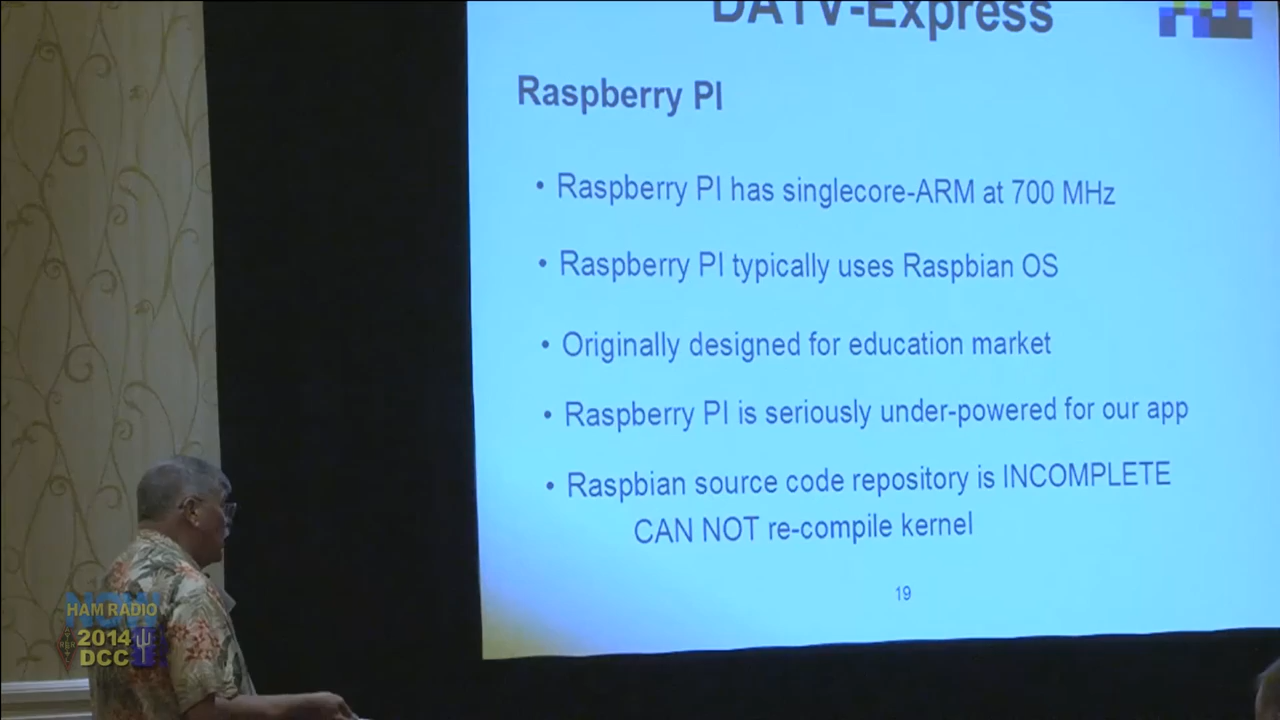 DATV-Express
Raspberry PI
• Raspberry PI has singlecore-ARM at 700 MHz
• Raspberry PI typically uses Raspbian OS
• Originally designed for education market
• Raspberry PI is seriously under-powered for our app
• Raspbian source code repository is INCOMPLETE
CAN NOT re-compile kernel
19
HAM RADIO
NOW
2014
DCC